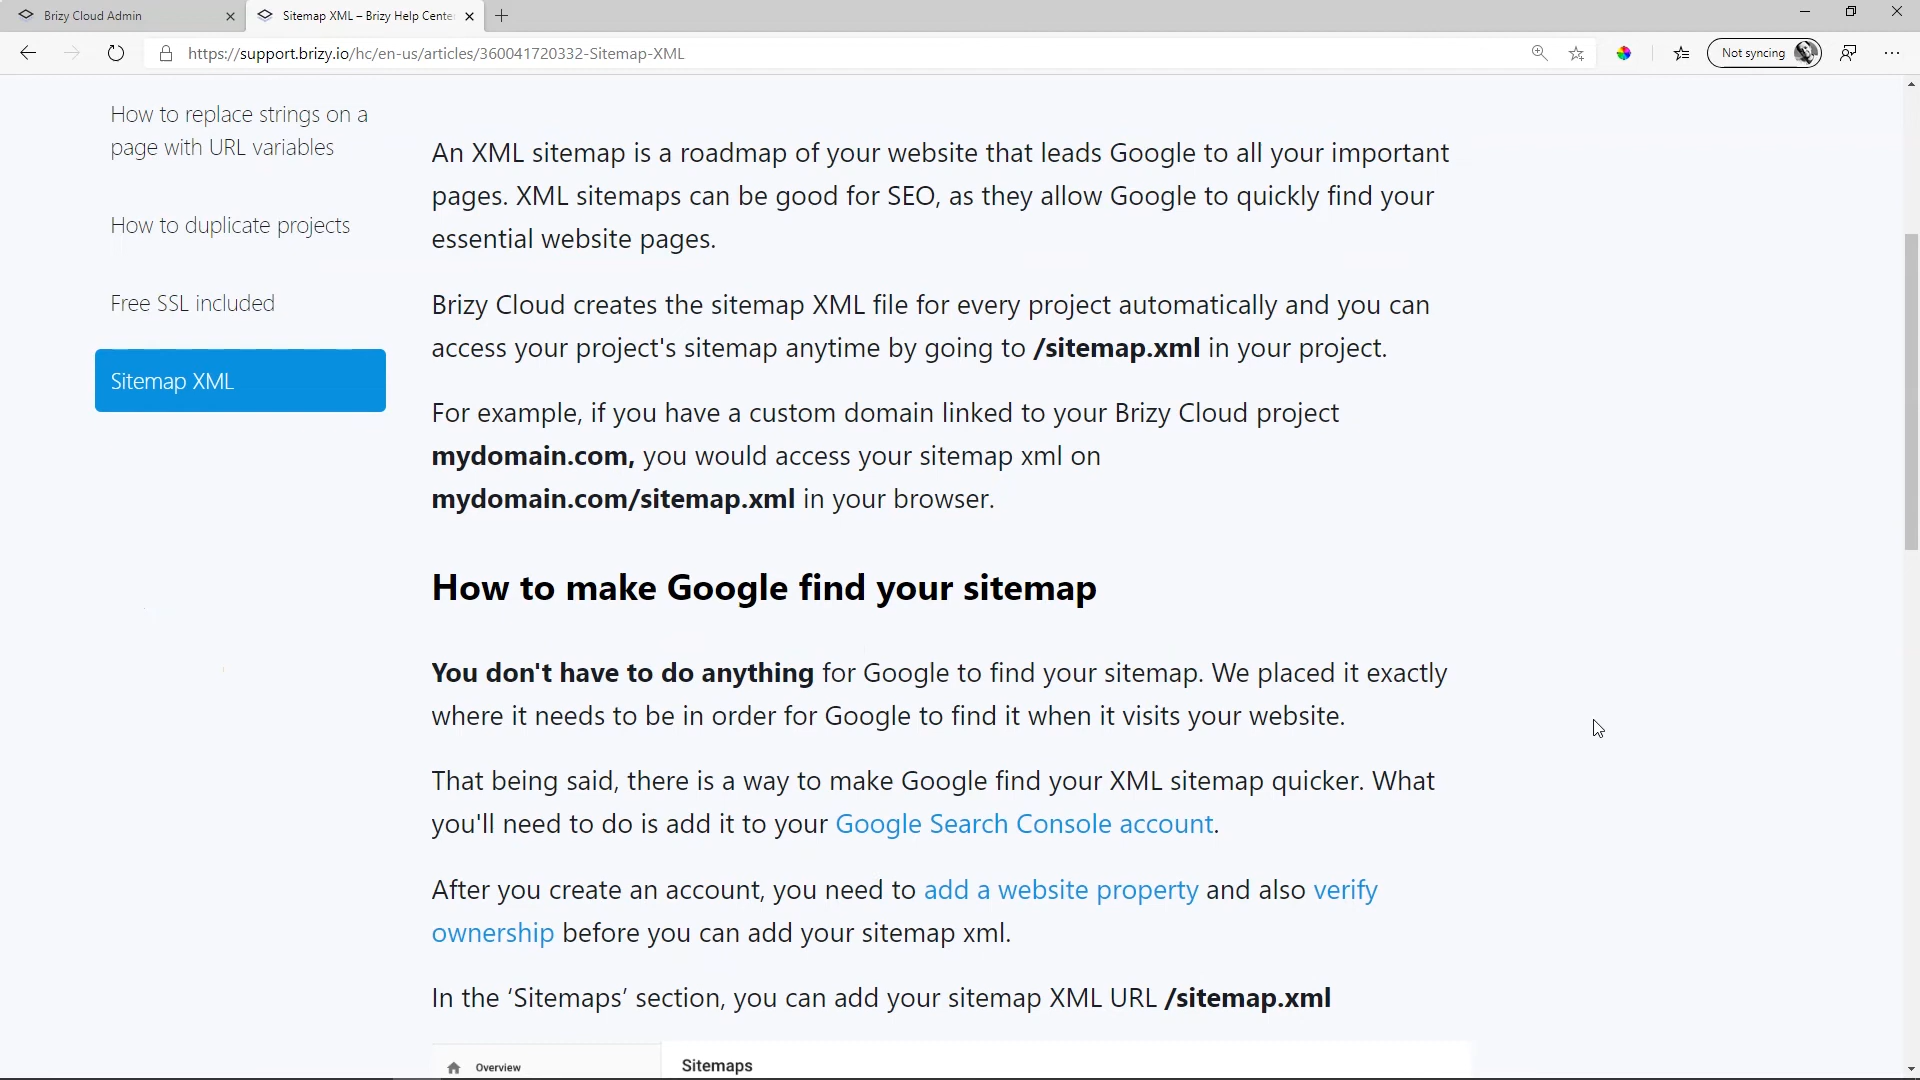 Brizy Cloud Admin
Sitemap XML – Brizy Help Cente
https://support.brizy.io/hc/en-us/articles/360041720332-Sitemap-XML
Not syncing
How to replace strings on a
page with URL variables
How to duplicate projects
Free SSL included
Sitemap XML
An XML sitemap is a roadmap of your website that leads Google to all your important
pages. XML sitemaps can be good for SEO, as they allow Google to quickly find your
essential website pages.
Brizy Cloud creates the sitemap XML file for every project automatically and you can
access your project's sitemap anytime by going to /sitemap.xml in your project.
For example, if you have a custom domain linked to your Brizy Cloud project
mydomain.com, you would access your sitemap xml on
mydomain.com/sitemap.xml in your browser.
How to make Google find your sitemap
You don't have to do anything for Google to find your sitemap. We placed it exactly
where it needs to be in order for Google to find it when it visits your website.
That being said, there is a way to make Google find your XML sitemap quicker. What
you'll need to do is add it to your Google Search Console account.
After you create an account, you need to add a website property and also verify
ownership before you can add your sitemap xml.
In the ‘Sitemaps’ section, you can add your sitemap XML URL /sitemap.xml
Overview
Sitemaps